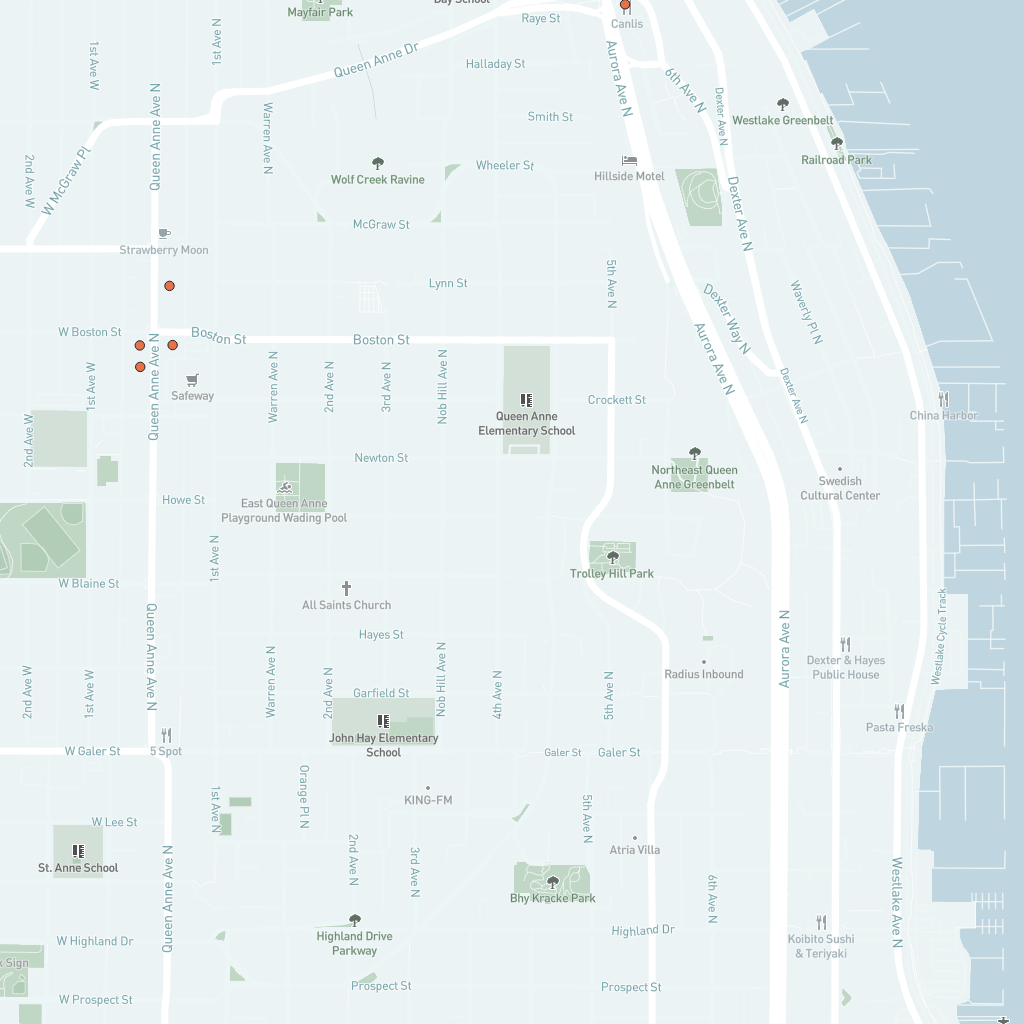 Day School
Mayfair Park
Raye St
Canlis
1st Ave W
1st Ave N
Queen Anne Dr
Halladay St
Aurora Ave N
6th Ave N
Dexter Ave N
Westlake Greenbelt
Queen Anne Ave N
Warren Ave N
Smith St
Railroad Park
2nd Ave W
W McGraw Pl
Wolf Creek Ravine
Wheeler St
Hillside Motel
Dexter Ave N
McGraw St
Strawberry Moon
Lynn St
5th Ave N
Dexter Way N
Waverly Pl N
W Boston St
Boston St
Boston St
Aurora Ave N
Queen Anne Ave N
1st Ave W
Safeway
Warren Ave N
2nd Ave N
3rd Ave N
Nob Hill Ave N
Crockett St
Dexter Ave N
China Harbor
Queen Anne
Elementary School
2nd Ave W
Newton St
Northeast Queen
Anne Greenbelt
Swedish
Cultural Center
Howe St
East Queen Anne
Playground Wading Pool
1st Ave N
W Blaine St
Trolley Hill Park
All Saints Church
Queen Anne Ave N
Hayes St
Aurora Ave N
Westlake Cycle Track
Dexter & Hayes
Public House
Radius Inbound
2nd Ave W
1st Ave W
Warren Ave N
2nd Ave N
Garfield St
Nob Hill Ave N
4th Ave N
5th Ave N
Pasta Freska
W Galer St
5 Spot
John Hay Elementary
School
Galer St
Galer St
1st Ave N
Orange Pl N
KING-FM
5th Ave N
W Lee St
Atria Villa
St. Anne School
Queen Anne Ave N
2nd Ave N
3rd Ave N
Bhy Kracke Park
6th Ave N
Westlake Ave N
W Highland Dr
Highland Drive
Parkway
Highland Dr
Koibito Sushi
& Teriyaki
k Sign
W Prospect St
Prospect St
Prospect St